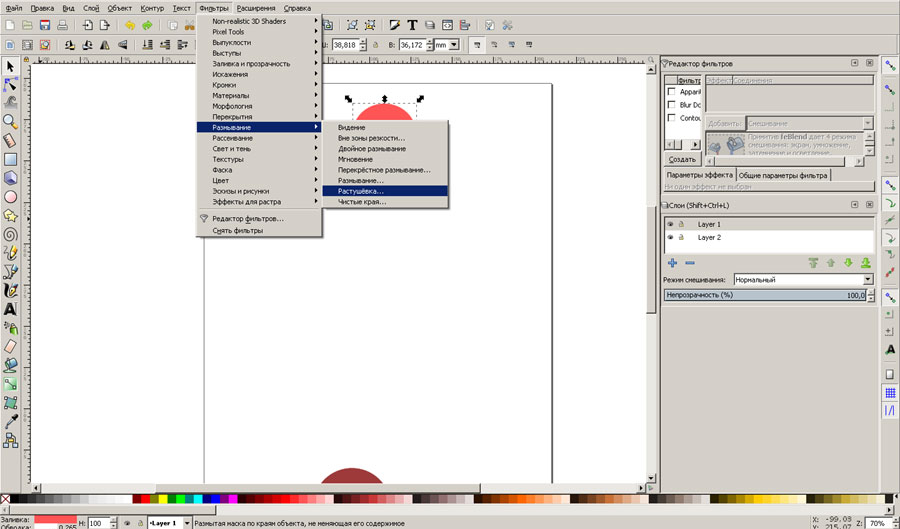 Файл Правка Вид Слой Объект Контур Текст Фильтры Расширения Справка
Ш: 38,818 В: 36,172 mm
Non-realistic 3D Shaders
Pixel Tools
Выпуклости
Выступы
Заливка и прозрачность
Искажения
Кромки
Материалы
Морфология
Перекрытия
Размывание
Рассеивание
Свет и тень
Текстуры
Фаска
Цвет
Эскизы и рисунки
Эффекты для растра
Редактор фильтров...
Снять фильтры
Видение
Вне зоны резкости...
Двойное размывание
Мгновение
Перекрёстное размывание...
Размывание...
Растушёвка...
Чистые края...
Редактор фильтров
Фильтр
Эффект Соединения
Appari
Blur Do
Contou
Добавить: Смешивание
Примитив feBlend дает 4 режима
смешивания: экран, умножение,
затемнение и осветление.
Создать
Параметры эффекта Общие параметры фильтра
Ни один эффект не выбран
Слои (Shift+Ctrl+L)
Layer 1
Layer 2
Режим смешивания: Нормальный
Непрозрачность (%) 100,0
Заливка:
Обводка: 0,265
Н: 100
Layer 1
Размытая маска по краям объекта, не меняющая его содержимое
X: -99,03
Y: 215,07
Z: 70%